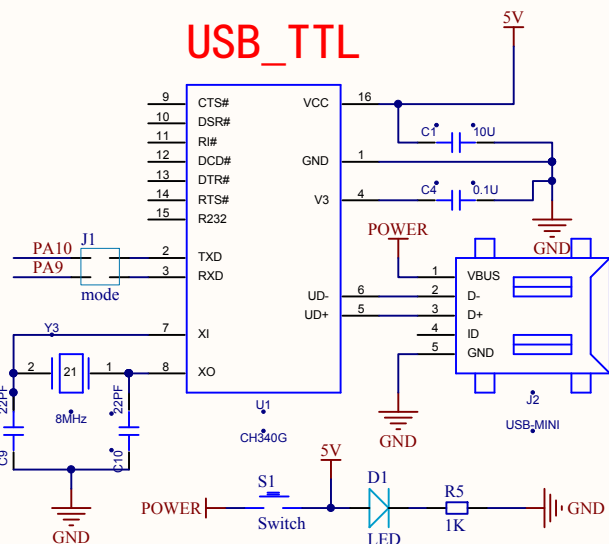 5V
USB_TTL
9 CTS# VCC 16
10 DSR#
11 RI# C1 10U
12 DCD# GND 1
13 DTR#
14 RTS# V3 4 C4 0.1U
15 R232
GND
POWER
J1
PA10 2 TXD
PA9 3 RXD
mode
1 VBUS
UD- 6 2 D-
UD+ 5 3 D+
4 ID
5 GND
Y3 7 XI
2 21 1 8 XO
8MHz
22PF C9
22PF C10
GND
U1
CH340G
GND
J2
USB-MINI
5V
S1 D1 R5
POWER Switch LED 1K GND